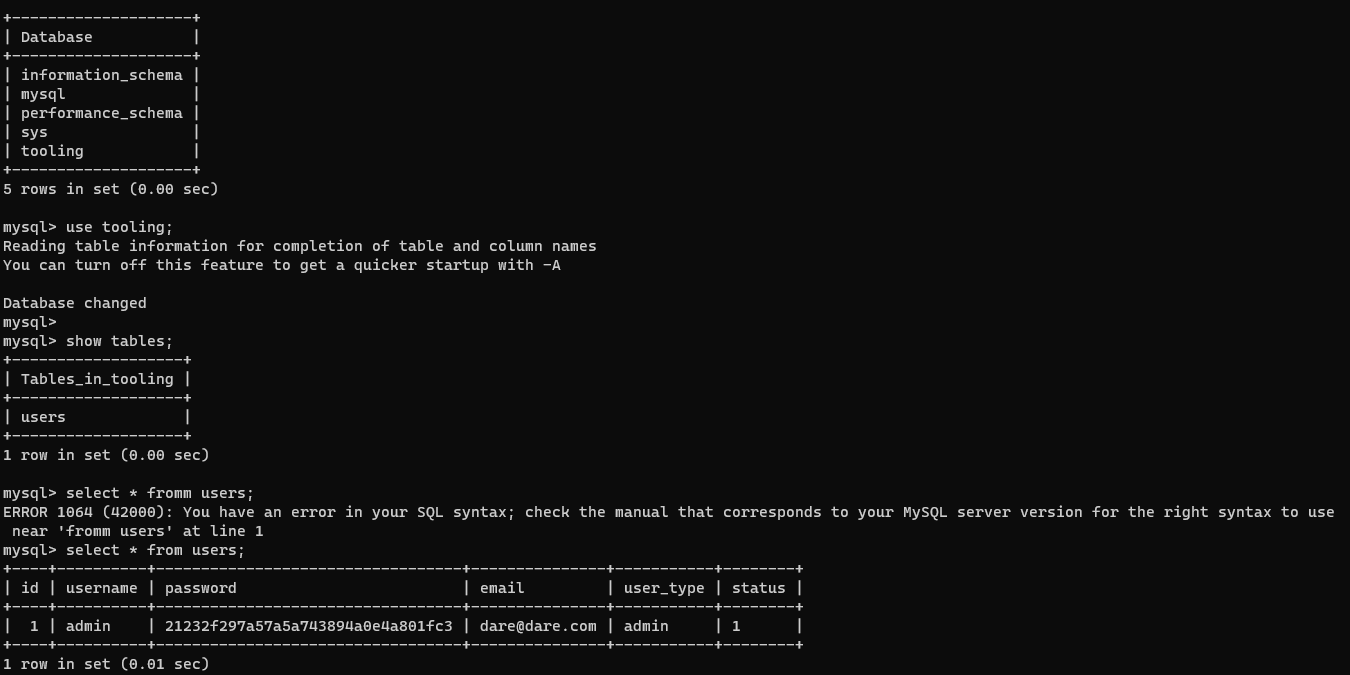 +--------------------+
| Database           |
+--------------------+
| information_schema |
| mysql              |
| performance_schema |
| sys                |
| tooling            |
+--------------------+
5 rows in set (0.00 sec)

mysql> use tooling;
Reading table information for completion of table and column names
You can turn off this feature to get a quicker startup with -A

Database changed
mysql>
mysql> show tables;
+-------------------+
| Tables_in_tooling |
+-------------------+
| users             |
+-------------------+
1 row in set (0.00 sec)

mysql> select * fromm users;
ERROR 1064 (42000): You have an error in your SQL syntax; check the manual that corresponds to your MySQL server version for the right syntax to use
 near 'fromm users' at line 1
mysql> select * from users;
+----+----------+----------------------------------+---------------+-----------+--------+
| id | username | password                         | email         | user_type | status |
+----+----------+----------------------------------+---------------+-----------+--------+
|  1 | admin    | 21232f297a57a5a743894a0e4a801fc3 | dare@dare.com | admin     | 1      |
+----+----------+----------------------------------+---------------+-----------+--------+
1 row in set (0.01 sec)